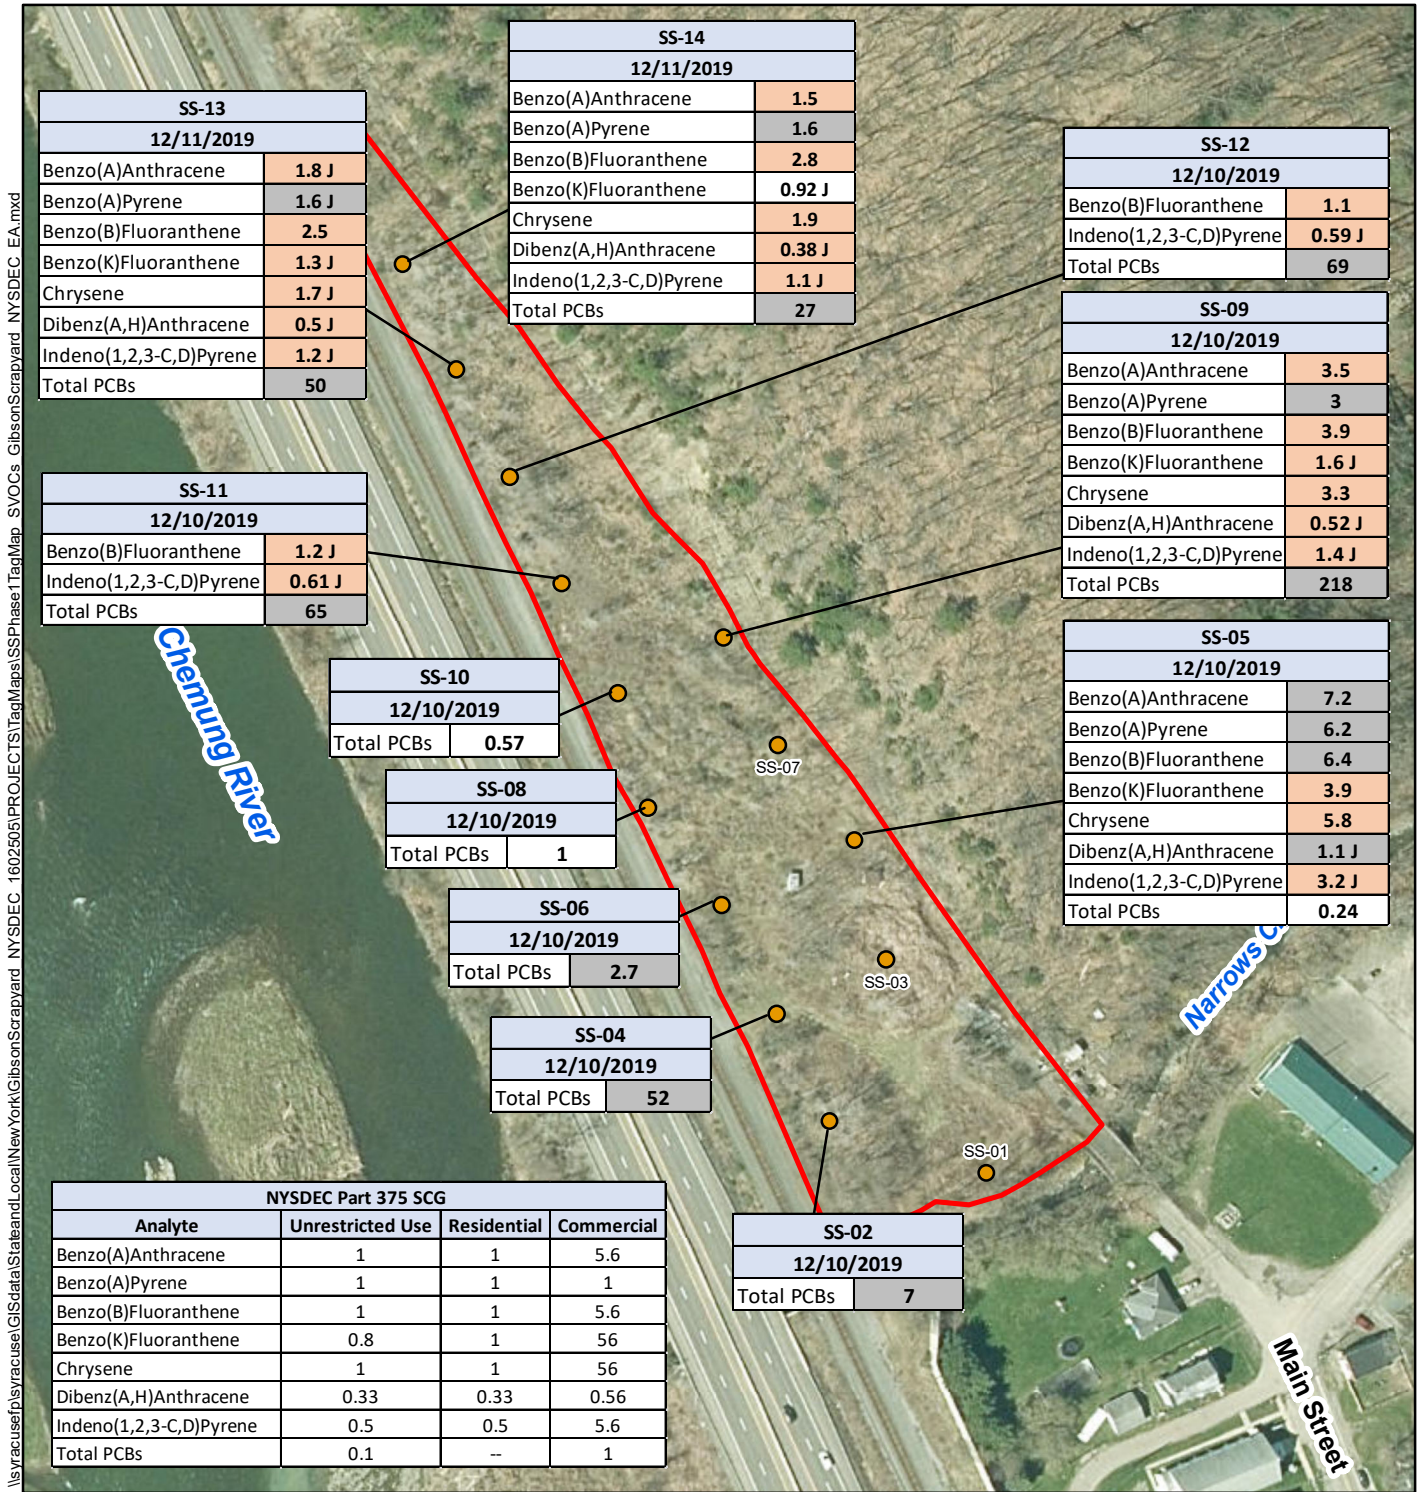 \\syracusefp\syracuse\GISdata\StateandLocal\NewYork\GibsonScrapyard_NYSDEC_1602505\PROJECTS\TagMaps\SSPhase1TagMap_SVOCs_GibsonScrapyard_NYSDEC_EA.mxd
SS-14
12/11/2019
Benzo(A)Anthracene 1.5
Benzo(A)Pyrene 1.6
Benzo(B)Fluoranthene 2.8
Benzo(K)Fluoranthene 0.92 J
Chrysene 1.9
Dibenz(A,H)Anthracene 0.38 J
Indeno(1,2,3-C,D)Pyrene 1.1 J
Total PCBs 27
SS-13
12/11/2019
Benzo(A)Anthracene 1.8 J
Benzo(A)Pyrene 1.6 J
Benzo(B)Fluoranthene 2.5
Benzo(K)Fluoranthene 1.3 J
Chrysene 1.7 J
Dibenz(A,H)Anthracene 0.5 J
Indeno(1,2,3-C,D)Pyrene 1.2 J
Total PCBs 50
SS-12
12/10/2019
Benzo(B)Fluoranthene 1.1
Indeno(1,2,3-C,D)Pyrene 0.59 J
Total PCBs 69
SS-09
12/10/2019
Benzo(A)Anthracene 3.5
Benzo(A)Pyrene 3
Benzo(B)Fluoranthene 3.9
Benzo(K)Fluoranthene 1.6 J
Chrysene 3.3
Dibenz(A,H)Anthracene 0.52 J
Indeno(1,2,3-C,D)Pyrene 1.4 J
Total PCBs 218
SS-11
12/10/2019
Benzo(B)Fluoranthene 1.2 J
Indeno(1,2,3-C,D)Pyrene 0.61 J
Total PCBs 65
Chemung River
SS-10
12/10/2019
Total PCBs 0.57
SS-05
12/10/2019
Benzo(A)Anthracene 7.2
Benzo(A)Pyrene 6.2
Benzo(B)Fluoranthene 6.4
Benzo(K)Fluoranthene 3.9
Chrysene 5.8
Dibenz(A,H)Anthracene 1.1 J
Indeno(1,2,3-C,D)Pyrene 3.2 J
Total PCBs 0.24
SS-07
SS-08
12/10/2019
Total PCBs 1
SS-06
12/10/2019
Total PCBs 2.7
SS-03
Narrows
SS-04
12/10/2019
Total PCBs 52
SS-01
SS-02
12/10/2019
Total PCBs 7
NYSDEC Part 375 SCG
Analyte Unrestricted Use Residential Commercial
Benzo(A)Anthracene 1 1 5.6
Benzo(A)Pyrene 1 1 1
Benzo(B)Fluoranthene 1 1 5.6
Benzo(K)Fluoranthene 0.8 1 56
Chrysene 1 1 56
Dibenz(A,H)Anthracene 0.33 0.33 0.56
Indeno(1,2,3-C,D)Pyrene 0.5 0.5 5.6
Total PCBs 0.1 -- 1
Main Street